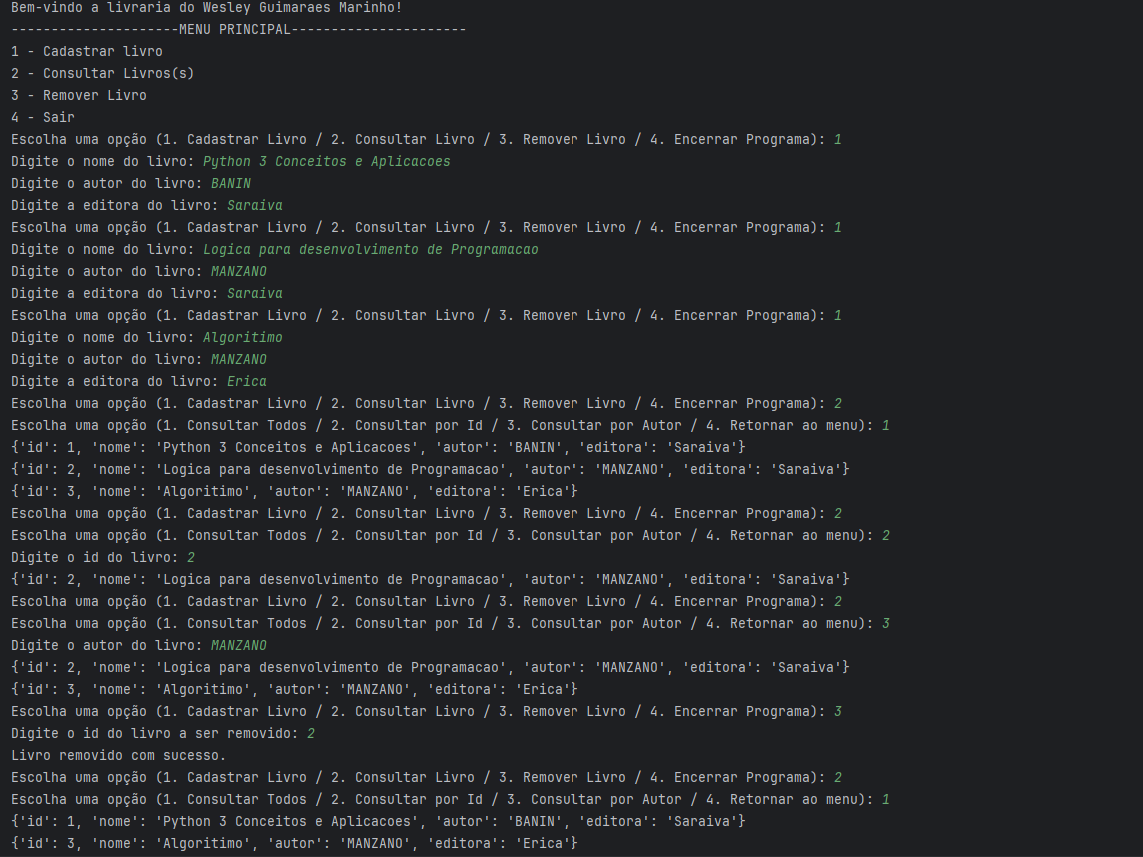 Bem-vindo a livraria do Wesley Guimaraes Marinho!
---------------------MENU PRINCIPAL----------------------
1 - Cadastrar livro
2 - Consultar Livros(s)
3 - Remover Livro
4 - Sair
Escolha uma opção (1. Cadastrar Livro / 2. Consultar Livro / 3. Remover Livro / 4. Encerrar Programa): 1
Digite o nome do livro: Python 3 Conceitos e Aplicacoes
Digite o autor do livro: BANIN
Digite a editora do livro: Saraiva
Escolha uma opção (1. Cadastrar Livro / 2. Consultar Livro / 3. Remover Livro / 4. Encerrar Programa): 1
Digite o nome do livro: Logica para desenvolvimento de Programacao
Digite o autor do livro: MANZANO
Digite a editora do livro: Saraiva
Escolha uma opção (1. Cadastrar Livro / 2. Consultar Livro / 3. Remover Livro / 4. Encerrar Programa): 1
Digite o nome do livro: Algoritimo
Digite o autor do livro: MANZANO
Digite a editora do livro: Erica
Escolha uma opção (1. Cadastrar Livro / 2. Consultar Livro / 3. Remover Livro / 4. Encerrar Programa): 2
Escolha uma opção (1. Consultar Todos / 2. Consultar por Id / 3. Consultar por Autor / 4. Retornar ao menu): 1
{'id': 1, 'nome': 'Python 3 Conceitos e Aplicacoes', 'autor': 'BANIN', 'editora': 'Saraiva'}
{'id': 2, 'nome': 'Logica para desenvolvimento de Programacao', 'autor': 'MANZANO', 'editora': 'Saraiva'}
{'id': 3, 'nome': 'Algoritimo', 'autor': 'MANZANO', 'editora': 'Erica'}
Escolha uma opção (1. Cadastrar Livro / 2. Consultar Livro / 3. Remover Livro / 4. Encerrar Programa): 2
Escolha uma opção (1. Consultar Todos / 2. Consultar por Id / 3. Consultar por Autor / 4. Retornar ao menu): 2
Digite o id do livro: 2
{'id': 2, 'nome': 'Logica para desenvolvimento de Programacao', 'autor': 'MANZANO', 'editora': 'Saraiva'}
Escolha uma opção (1. Cadastrar Livro / 2. Consultar Livro / 3. Remover Livro / 4. Encerrar Programa): 2
Escolha uma opção (1. Consultar Todos / 2. Consultar por Id / 3. Consultar por Autor / 4. Retornar ao menu): 3
Digite o autor do livro: MANZANO
{'id': 2, 'nome': 'Logica para desenvolvimento de Programacao', 'autor': 'MANZANO', 'editora': 'Saraiva'}
{'id': 3, 'nome': 'Algoritimo', 'autor': 'MANZANO', 'editora': 'Erica'}
Escolha uma opção (1. Cadastrar Livro / 2. Consultar Livro / 3. Remover Livro / 4. Encerrar Programa): 3
Digite o id do livro a ser removido: 2
Livro removido com sucesso.
Escolha uma opção (1. Cadastrar Livro / 2. Consultar Livro / 3. Remover Livro / 4. Encerrar Programa): 2
Escolha uma opção (1. Consultar Todos / 2. Consultar por Id / 3. Consultar por Autor / 4. Retornar ao menu): 1
{'id': 1, 'nome': 'Python 3 Conceitos e Aplicacoes', 'autor': 'BANIN', 'editora': 'Saraiva'}
{'id': 3, 'nome': 'Algoritimo', 'autor': 'MANZANO', 'editora': 'Erica'}